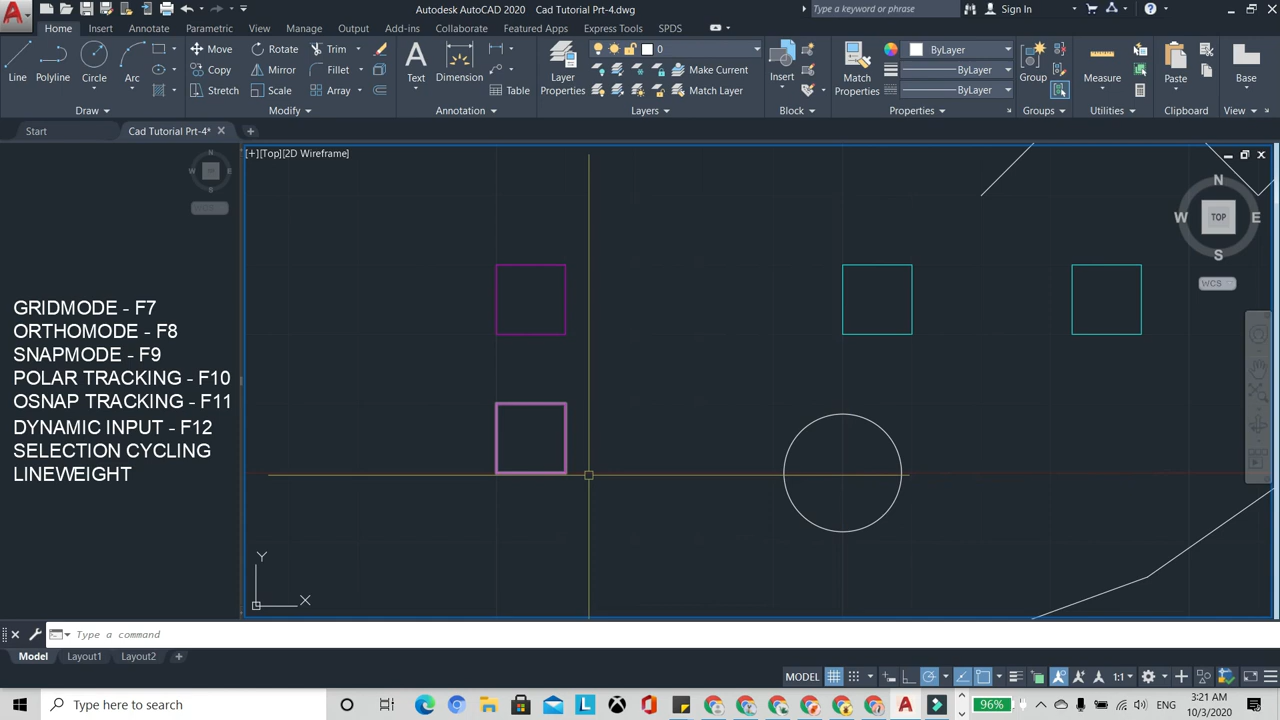 Autodesk AutoCAD 2020 Cad Tutorial Prt-4.dwg
Type a keyword or phrase
Sign In
Home Insert Annotate Parametric View Manage Output Add-ins Collaborate Featured Apps Express Tools SPDS
Line Polyline Circle Arc
Move Rotate Trim
Copy Mirror Fillet
Stretch Scale Array
Text Dimension Table
Layer Properties
0
Make Current
Match Layer
Insert
Match Properties
ByLayer
ByLayer
ByLayer
Group
Measure
Paste
Base
Draw Modify Annotation Layers Block Properties Groups Utilities Clipboard View
Start Cad Tutorial Prt-4*
[+][Top][2D Wireframe]
N
W E
S
N
W TOP E
S
WCS
GRIDMODE - F7
ORTHOMODE - F8
SNAPMODE - F9
POLAR TRACKING - F10
OSNAP TRACKING - F11
DYNAMIC INPUT - F12
SELECTION CYCLING
LINEWEIGHT
Y
X
Type a command
Model Layout1 Layout2
MODEL 1:1
Type here to search
96%
ENG
3:21 AM
10/3/2020